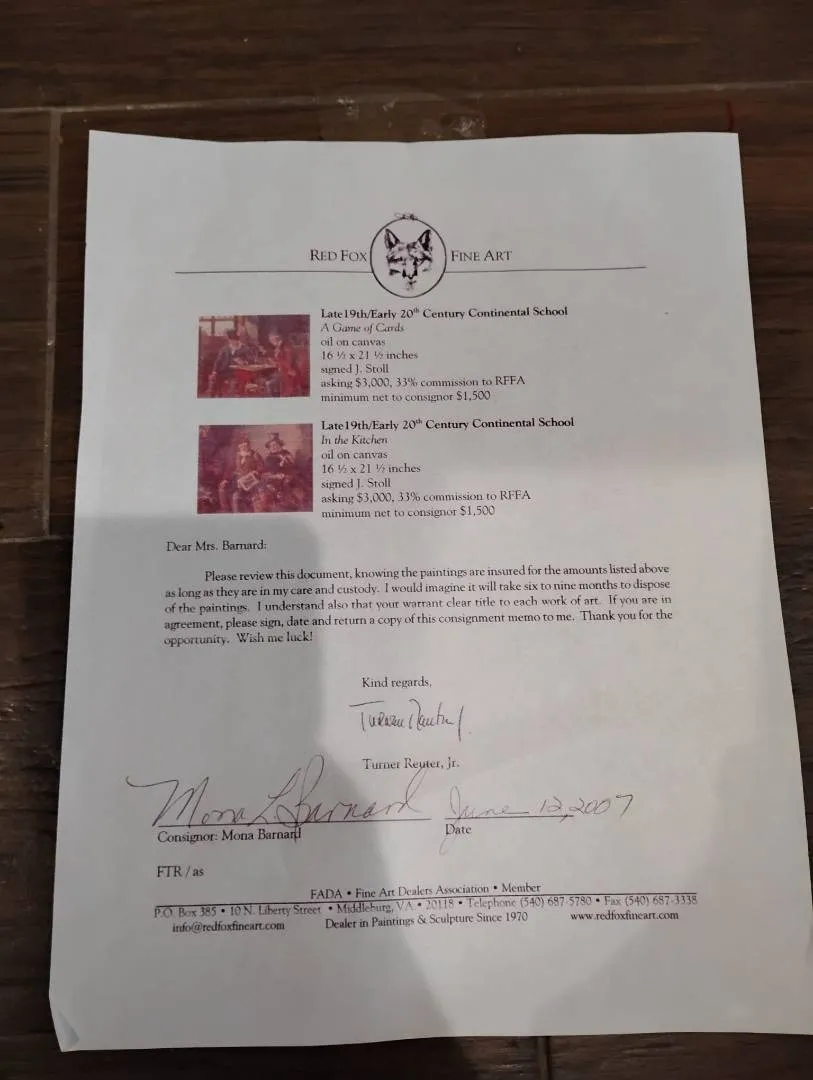 RED FOX FINE ART
Late19th/Early 20th Century Continental School
A Game of Cards
oil on canvas
16 ½ x 21 ½ inches
signed J. Stoll
asking $3,000, 33% commission to RFFA
minimum net to consignor $1,500
Late19th/Early 20th Century Continental School
In the Kitchen
oil on canvas
16 ½ x 21 ½ inches
signed J. Stoll
asking $3,000, 33% commission to RFFA
minimum net to consignor $1,500
Dear Mrs. Barnard:
Please review this document, knowing the paintings are insured for the amounts listed above
as long as they are in my care and custody. I would imagine it will take six to nine months to dispose
of the paintings. I understand also that your warrant clear title to each work of art. If you are in
agreement, please sign, date and return a copy of this consignment memo to me. Thank you for the
opportunity. Wish me luck!
Kind regards,
Turner Reuter, Jr.
Mona L Barnard June 12, 2007
Consignor: Mona Barnard Date
FTR / as
FADA • Fine Art Dealers Association • Member
P.O. Box 385 • 10 N. Liberty Street • Middleburg, VA • 20118 • Telephone (540) 687-5780 • Fax (540) 687-3338
info@redfoxfineart.com Dealer in Paintings & Sculpture Since 1970 www.redfoxfineart.com